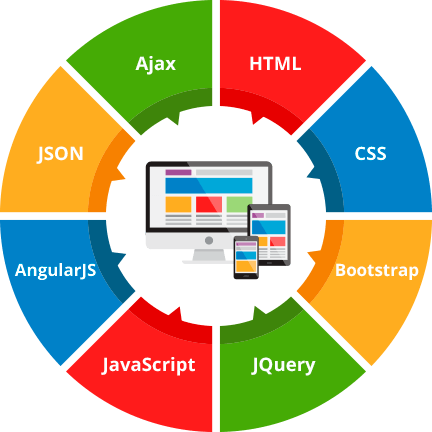 Ajax
HTML
JSON
CSS
AngularJS
Bootstrap
JavaScript
JQuery